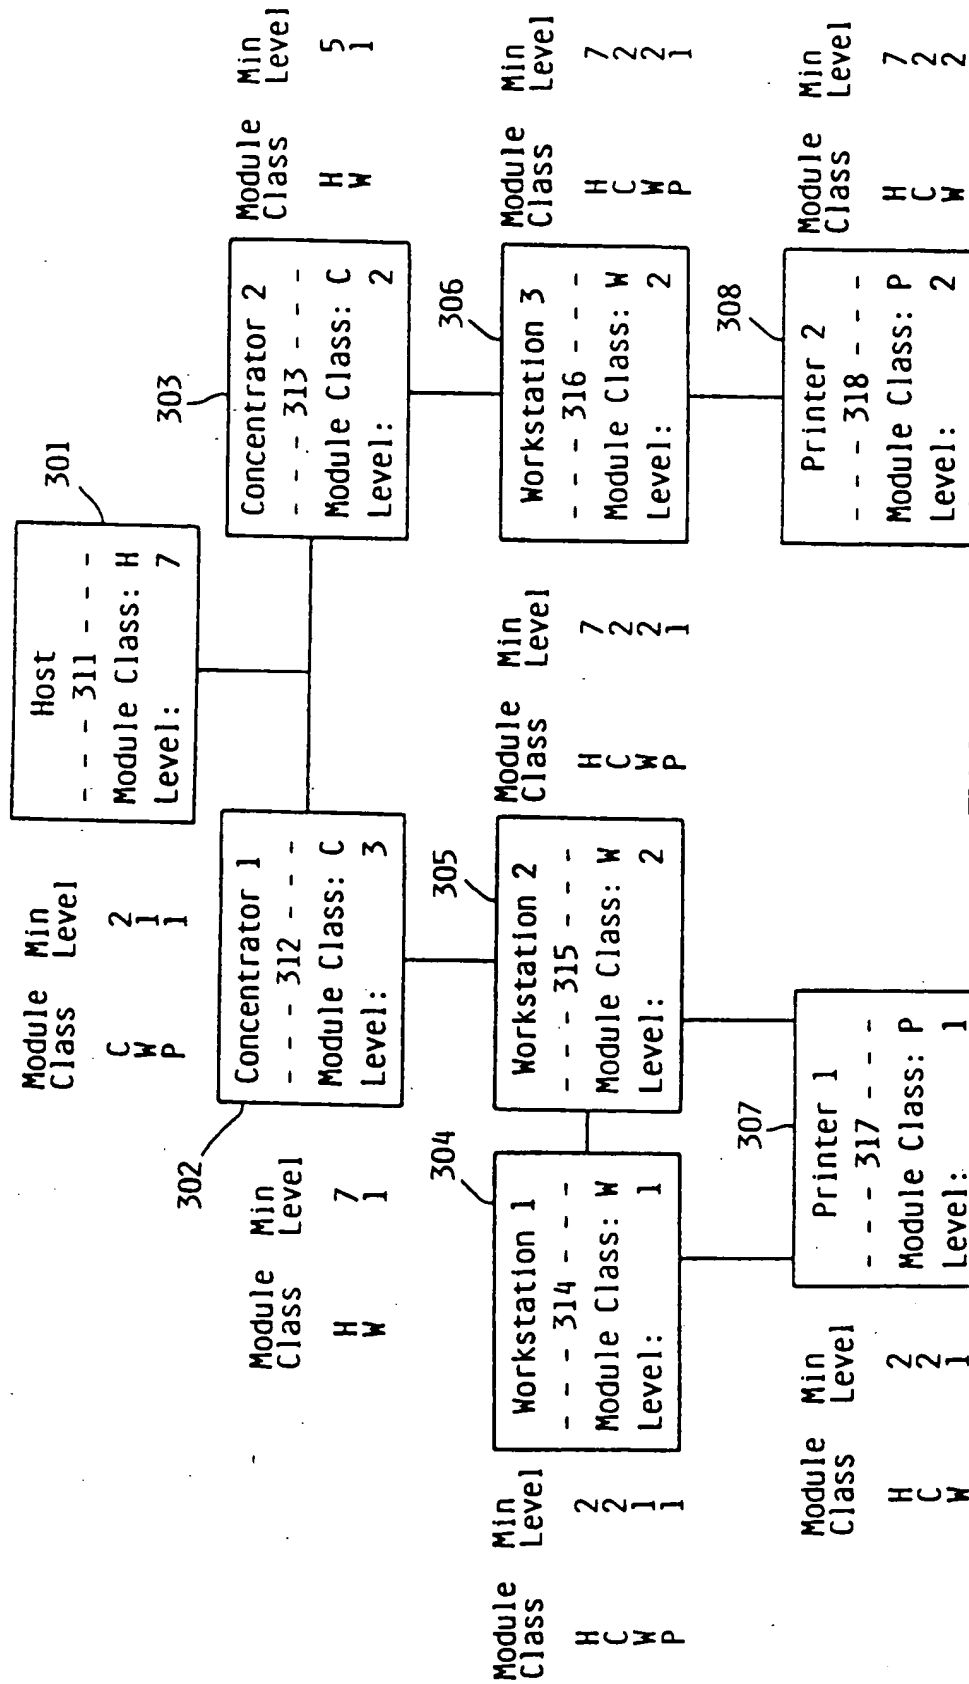 Host
- - - 311 - - -
Module Class: H
Level: 7
301
Module Min
Class Level
C 2
W 1
P 1
Concentrator 1
- - - 312 - - -
Module Class: C
Level: 3
302
Module Min
Class Level
H 7
W 1
Concentrator 2
- - - 313 - - -
Module Class: C
Level: 2
303
Module Min
Class Level
H 5
W 1
Workstation 1
- - - 314 - - -
Module Class: W
Level: 1
304
Module Min
Class Level
H 2
C 2
W 1
P 1
Workstation 2
- - - 315 - - -
Module Class: W
Level: 2
305
Module Min
Class Level
H 7
C 2
W 2
P 1
Workstation 3
- - - 316 - - -
Module Class: W
Level: 2
306
Module Min
Class Level
H 7
C 2
W 2
P 1
Printer 1
- - - 317 - - -
Module Class: P
Level: 1
307
Module Min
Class Level
H 2
C 2
W 1
Printer 2
- - - 318 - - -
Module Class: P
Level: 2
308
Module Min
Class Level
H 7
C 2
W 2